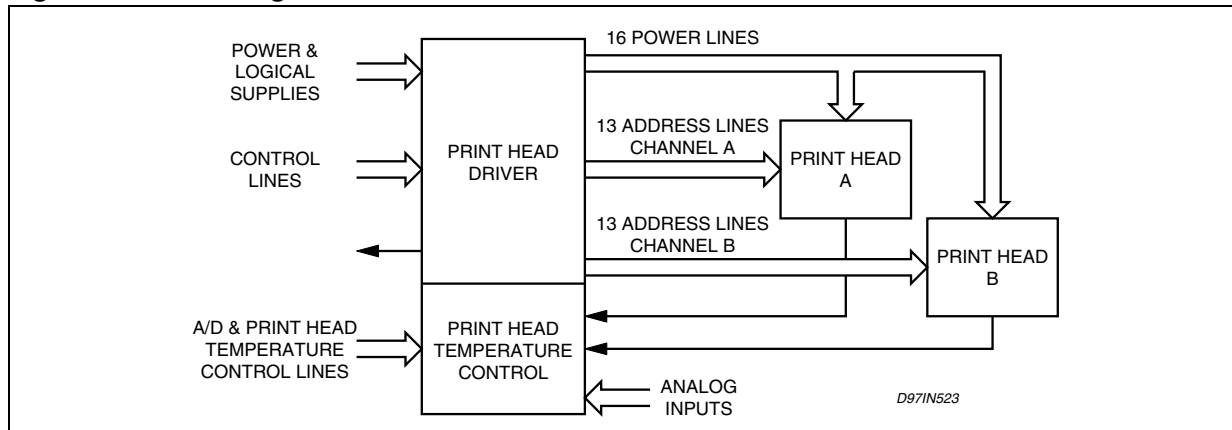 16 POWER LINES
POWER &
LOGICAL
SUPPLIES
13 ADDRESS LINES
CHANNEL A
CONTROL
LINES
PRINT HEAD
DRIVER
PRINT HEAD
A
13 ADDRESS LINES
CHANNEL B
PRINT HEAD
B
A/D & PRINT HEAD
TEMPERATURE
CONTROL LINES
PRINT HEAD
TEMPERATURE
CONTROL
ANALOG
INPUTS
D97IN523